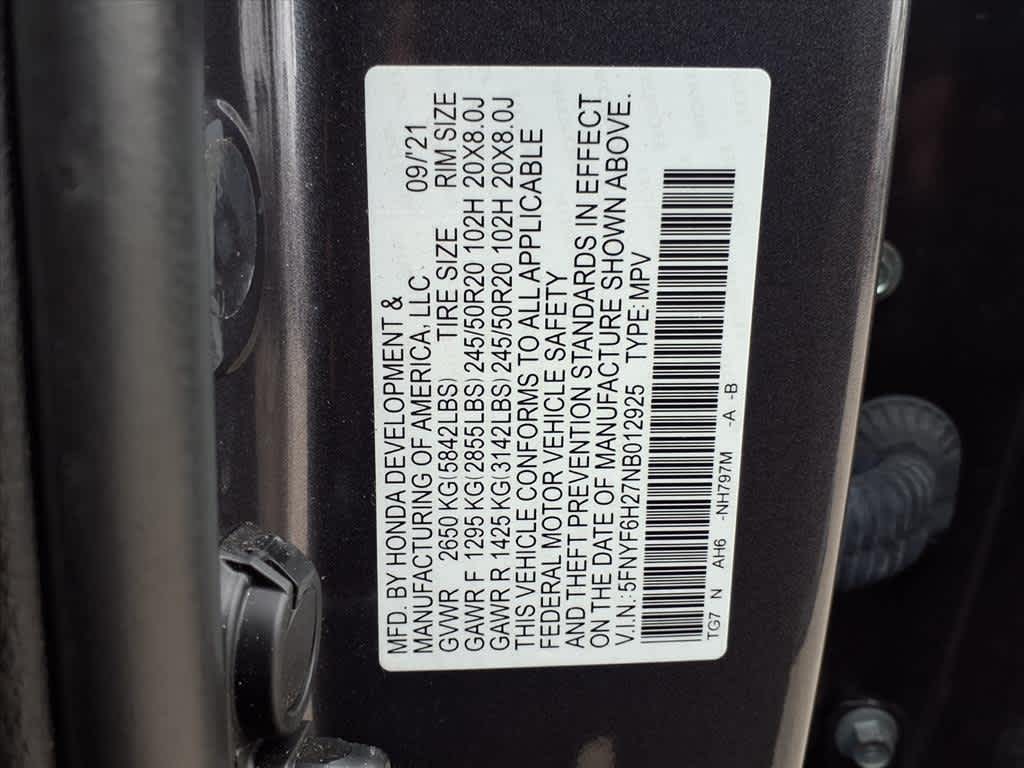 MFD. BY HONDA DEVELOPMENT &
MANUFACTURING OF AMERICA, LLC 09/'21
GVWR 2650 KG (5842LBS) TIRE SIZE RIM SIZE
GAWR F 1295 KG (2855LBS) 245/50R20 102H 20X8.0J
GAWR R 1425 KG (3142LBS) 245/50R20 102H 20X8.0J
THIS VEHICLE CONFORMS TO ALL APPLICABLE
FEDERAL MOTOR VEHICLE SAFETY
AND THEFT PREVENTION STANDARDS IN EFFECT
ON THE DATE OF MANUFACTURE SHOWN ABOVE.
V.I.N.: 5FNYF6H27NB012925 TYPE: MPV
TG7 N AH6 -NH797M -A -B